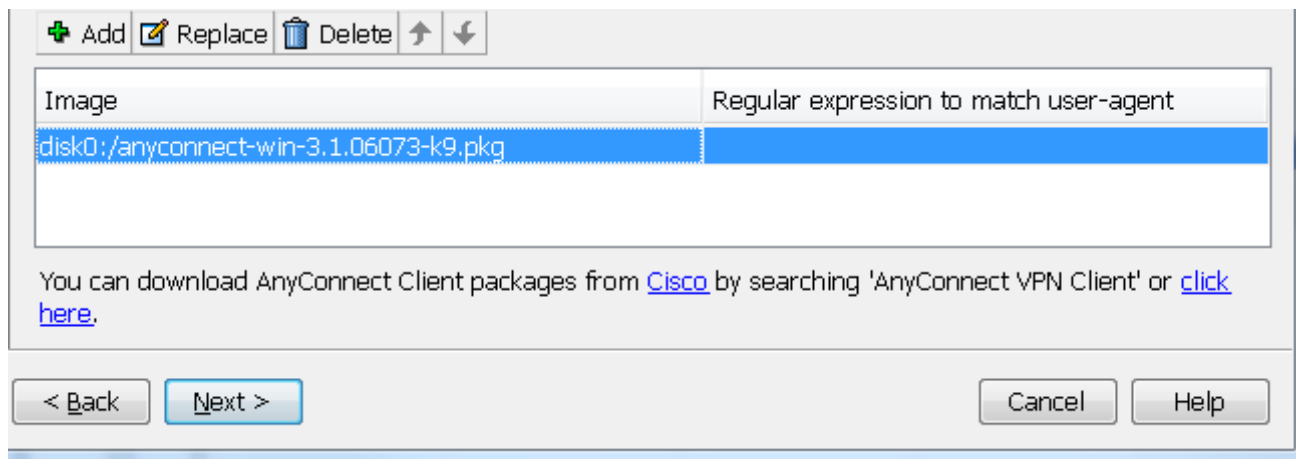 Add Replace Delete
Image Regular expression to match user-agent
disk0:/anyconnect-win-3.1.06073-k9.pkg
You can download AnyConnect Client packages from Cisco by searching 'AnyConnect VPN Client' or click
here.
< Back Next > Cancel Help